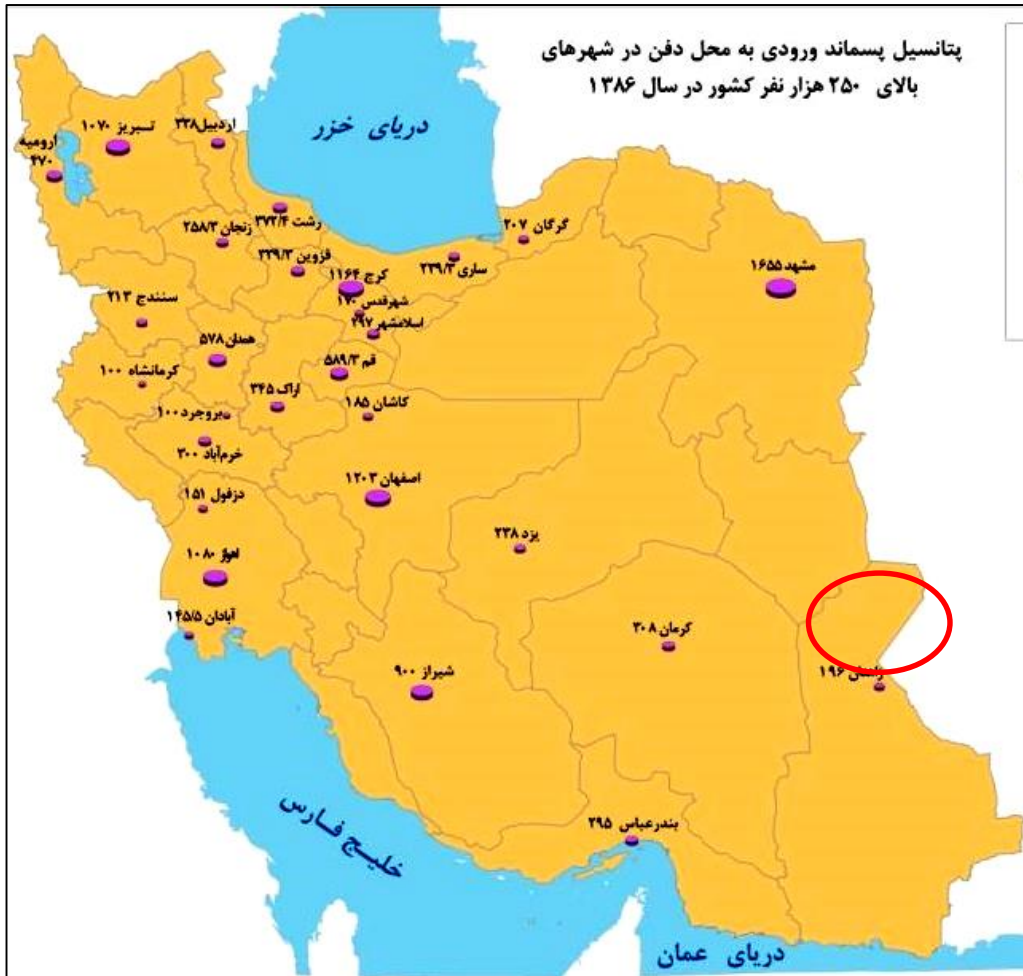 پتانسیل پسماند ورودی به محل دفن در شهرهای
بالای ۲۵۰ هزار نفر کشور در سال ۱۳۸۶
دریای خزر
اردبیل ۳۳۸
تبریز ۱۰۷۰
ارومیه
۴۷۰
رشت ۳۷۲/۴
زنجان ۲۵۸/۳
قزوین ۳۲۹/۳
گرگان ۲۰۷
ساری ۲۳۹/۳
مشهد ۱۶۵۵
کرج ۱۱۶۴
شهرقدس ۱۷۰
اسلامشهر ۲۹۷
سنندج ۲۱۳
همدان ۵۷۸
قم ۵۸۹/۳
کرمانشاه ۱۰۰
اراک ۳۴۵
کاشان ۱۸۵
بروجرد ۱۰۰
خرم‌آباد ۳۰۰
اصفهان ۱۲۰۳
دزفول ۱۵۱
یزد ۲۳۸
اهواز ۱۰۸۰
آبادان ۱۴۵/۵
کرمان ۳۰۸
شیراز ۹۰۰
زاهدان ۱۹۶
بندرعباس ۲۹۵
خلیج فارس
دریای عمان